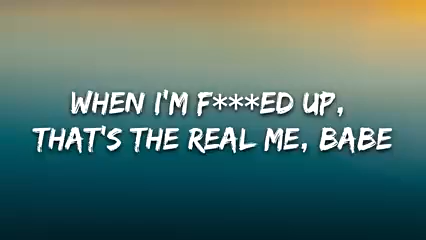 WHEN I'M F***ED UP,
THAT'S THE REAL ME, BABE